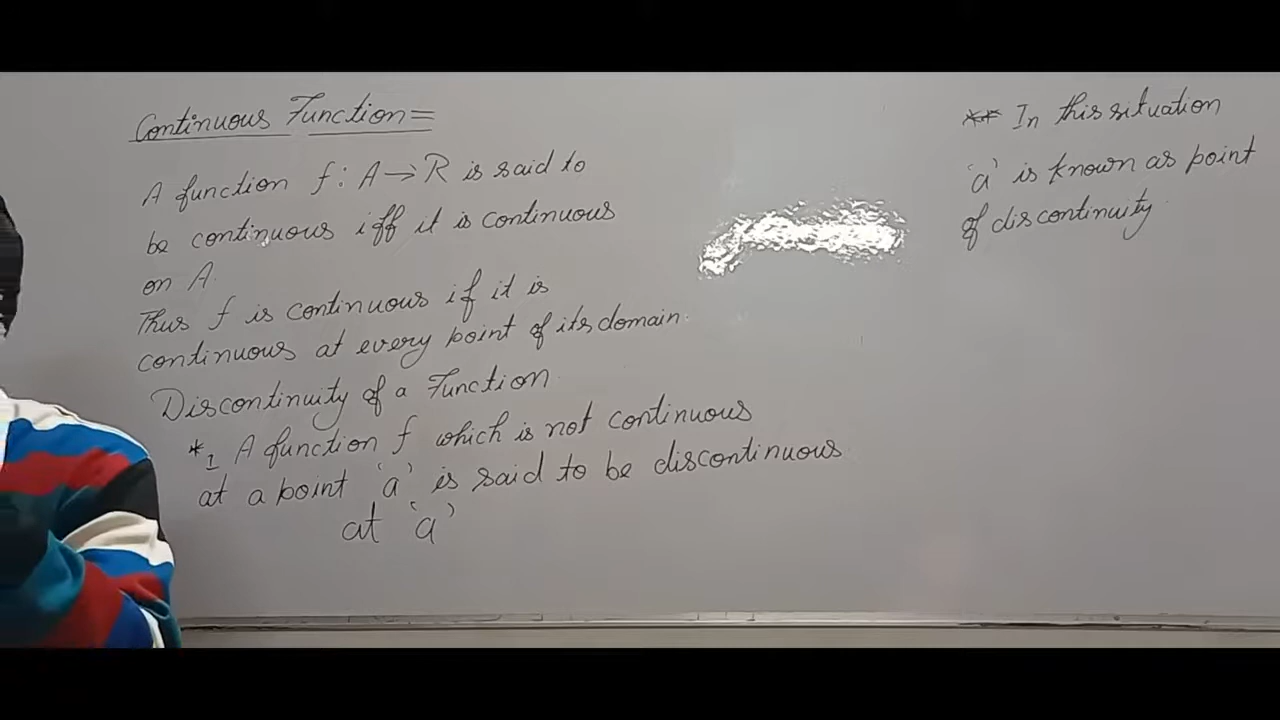 Continuous Function =
A function f : A → R is said to
be continuous iff it is continuous
on A.
Thus f is continuous if it is
continuous at every point of its domain.
Discontinuity of a Function
*1 A function f which is not continuous
at a point 'a' is said to be discontinuous
at 'a'
** In this situation
'a' is known as point
of discontinuity.